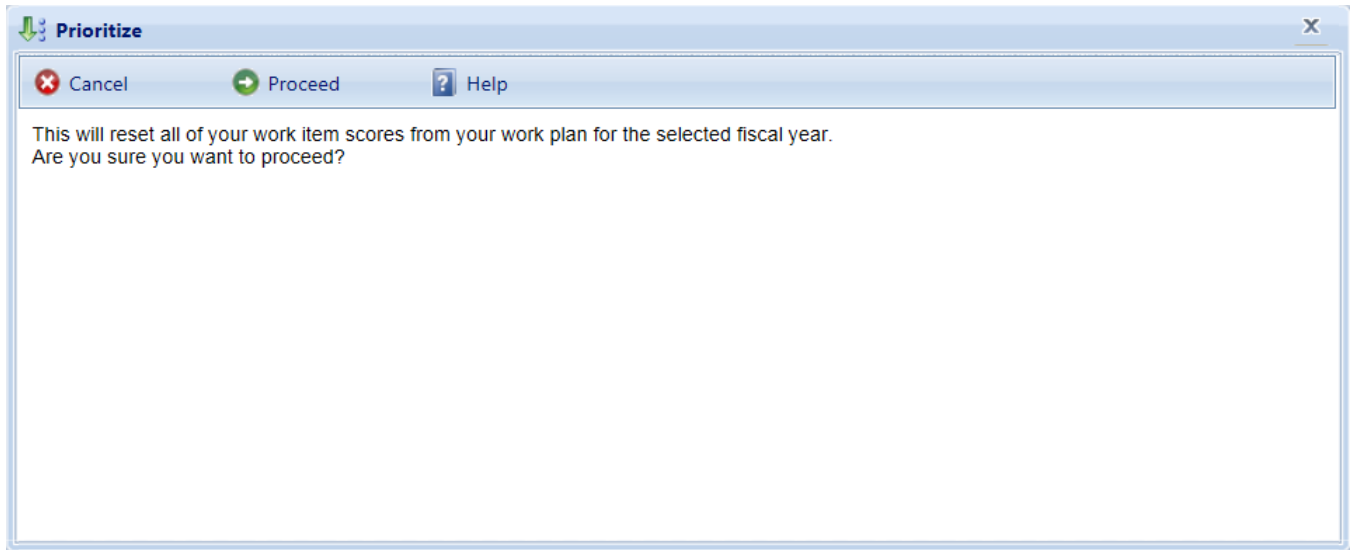 Prioritize
X
Cancel Proceed ? Help
This will reset all of your work item scores from your work plan for the selected fiscal year.
Are you sure you want to proceed?